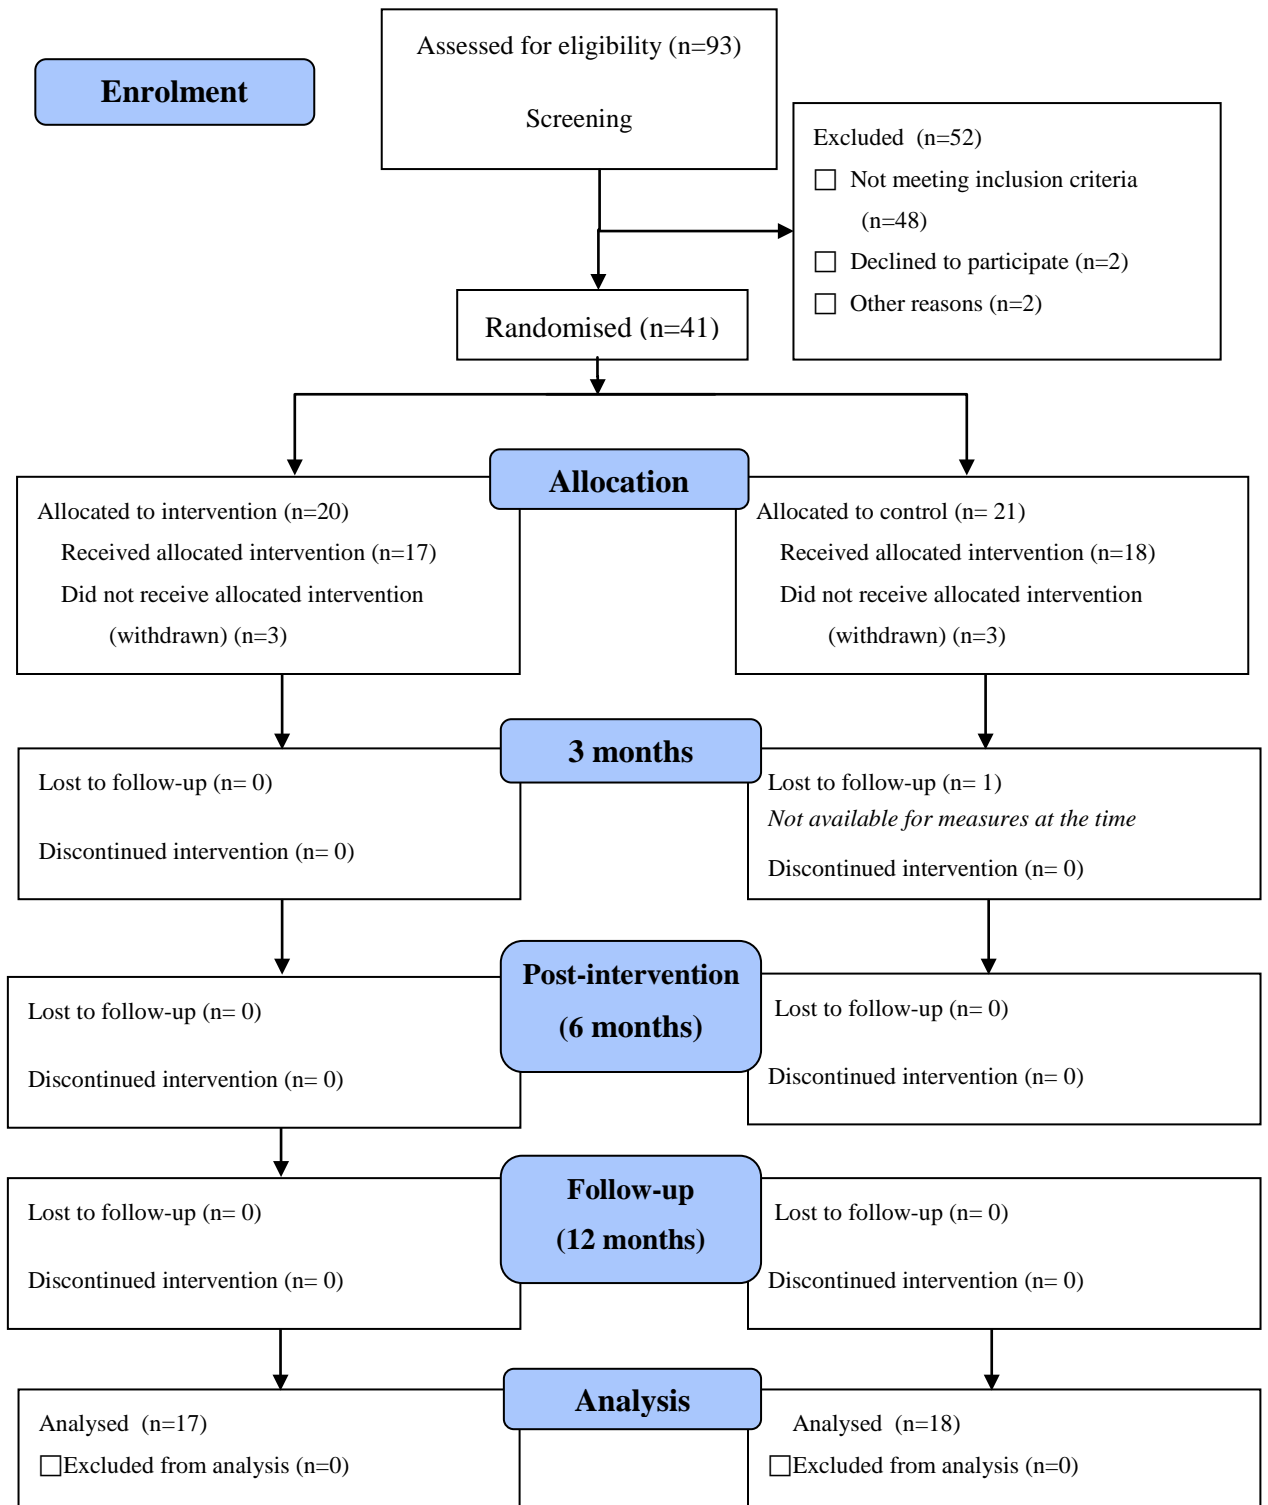 Assessed for eligibility (n=93)
Screening
Enrolment
Excluded  (n=52)
☐ Not meeting inclusion criteria
(n=48)
☐ Declined to participate (n=2)
☐ Other reasons (n=2)
Randomised (n=41)
Allocation
Allocated to intervention (n=20)
Received allocated intervention (n=17)
Did not receive allocated intervention
(withdrawn) (n=3)
Allocated to control (n= 21)
Received allocated intervention (n=18)
Did not receive allocated intervention
(withdrawn) (n=3)
3 months
Lost to follow-up (n= 0)
Discontinued intervention (n= 0)
Lost to follow-up (n= 1)
Not available for measures at the time
Discontinued intervention (n= 0)
Post-intervention
(6 months)
Lost to follow-up (n= 0)
Discontinued intervention (n= 0)
Lost to follow-up (n= 0)
Discontinued intervention (n= 0)
Follow-up
(12 months)
Lost to follow-up (n= 0)
Discontinued intervention (n= 0)
Lost to follow-up (n= 0)
Discontinued intervention (n= 0)
Analysis
Analysed  (n=17)
☐Excluded from analysis (n=0)
Analysed  (n=18)
☐Excluded from analysis (n=0)